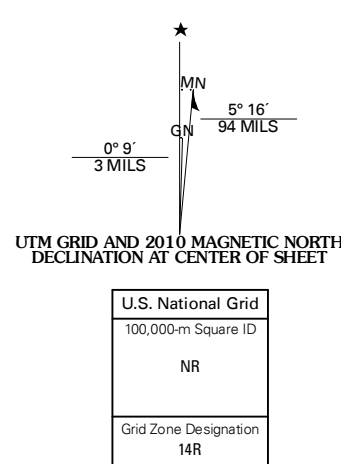 MN
5° 16´
94 MILS
GN
0° 9´
3 MILS
UTM GRID AND 2010 MAGNETIC NORTH
DECLINATION AT CENTER OF SHEET
U.S. National Grid
100,000-m Square ID
NR
Grid Zone Designation
14R